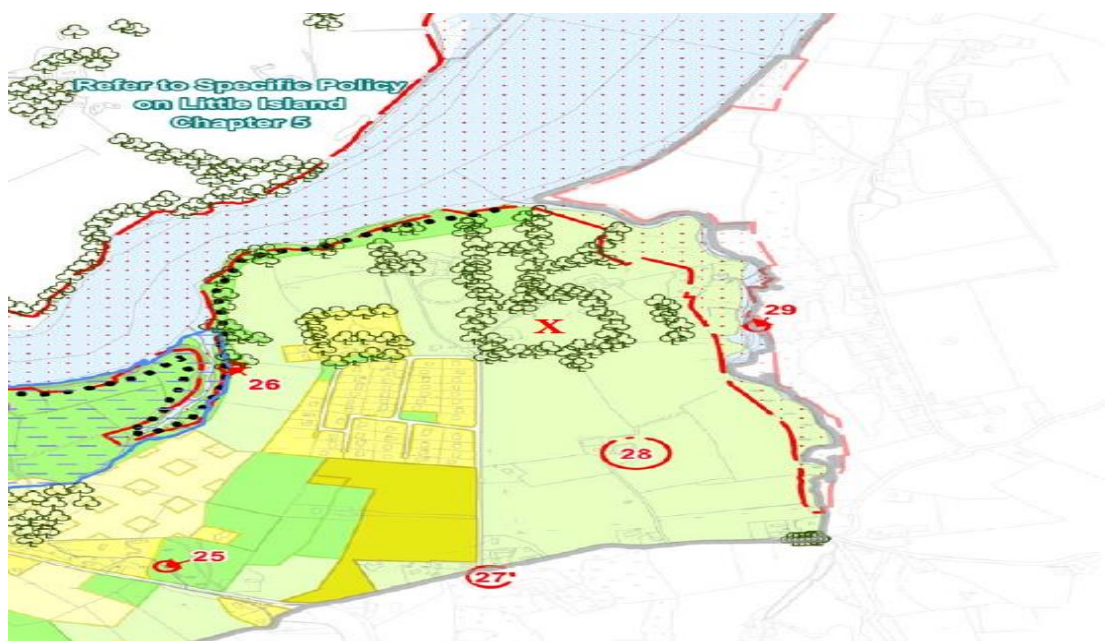 Refer to Specific Policy
on Little Island
Chapter 5
29
X
26
28
25
27